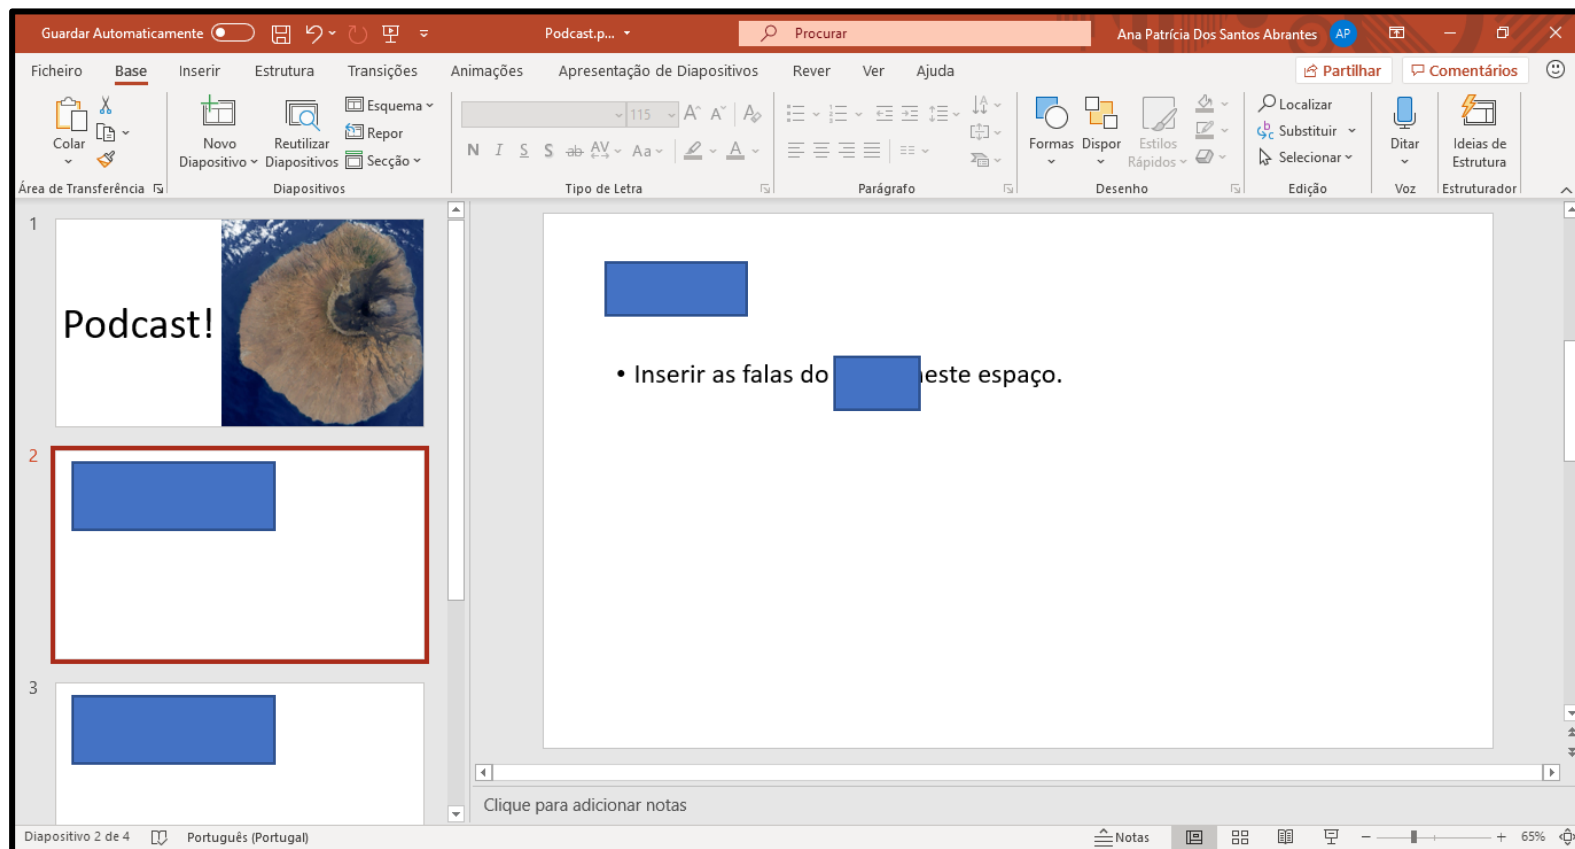 Guardar Automaticamente
Podcast.p...
Procurar
Ana Patrícia Dos Santos Abrantes
AP
Ficheiro Base Inserir Estrutura Transições Animações Apresentação de Diapositivos Rever Ver Ajuda
Partilhar
Comentários
Colar
Novo
Diapositivo
Reutilizar
Diapositivos
Esquema
Repor
Secção
115
A A A
N I S S ab AV Aa A
Formas
Dispor
Estilos
Rápidos
Localizar
Substituir
Selecionar
Ditar
Ideias de
Estrutura
Área de Transferência Diapositivos Tipo de Letra Parágrafo Desenho Edição Voz Estruturador
1
Podcast!
2
3
• Inserir as falas do
este espaço.
Clique para adicionar notas
Diapositivo 2 de 4
Português (Portugal)
Notas
65%